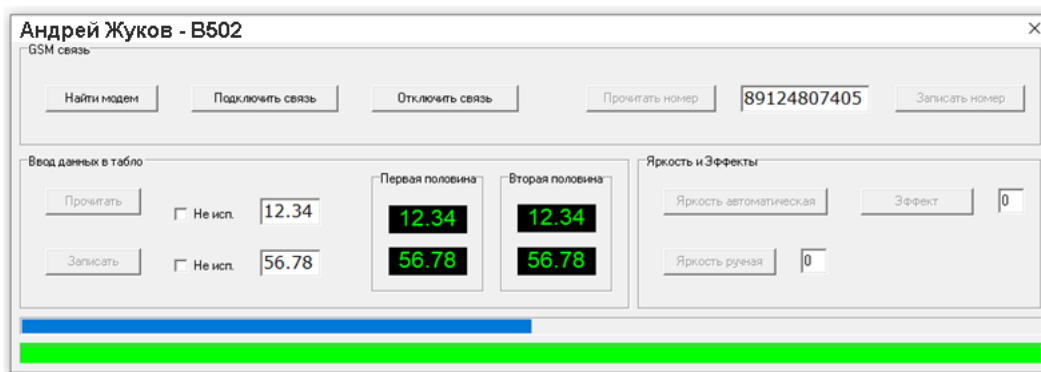 Андрей Жуков - В502
GSM связь
Найти модем Подключить связь Отключить связь Прочитать номер 89124807405 Записать номер
Ввод данных в табло
Прочитать
Не исп. 12.34
Записать
Не исп. 56.78
Первая половина
12.34
56.78
Вторая половина
12.34
56.78
Яркость и Эффекты
Яркость автоматическая Эффект 0
Яркость ручная 0